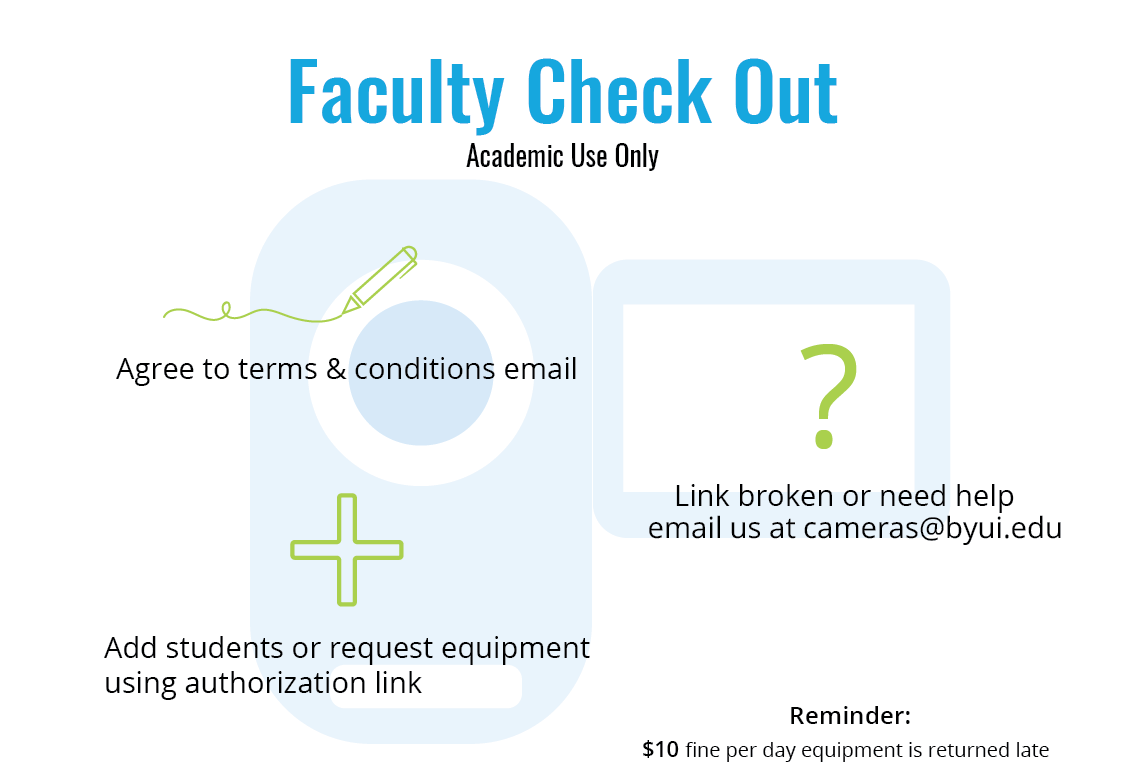 Faculty Check Out
Academic Use Only
Agree to terms & conditions email
?
Link broken or need help
email us at cameras@byui.edu
Add students or request equipment
using authorization link
Reminder:
$10 fine per day equipment is returned late